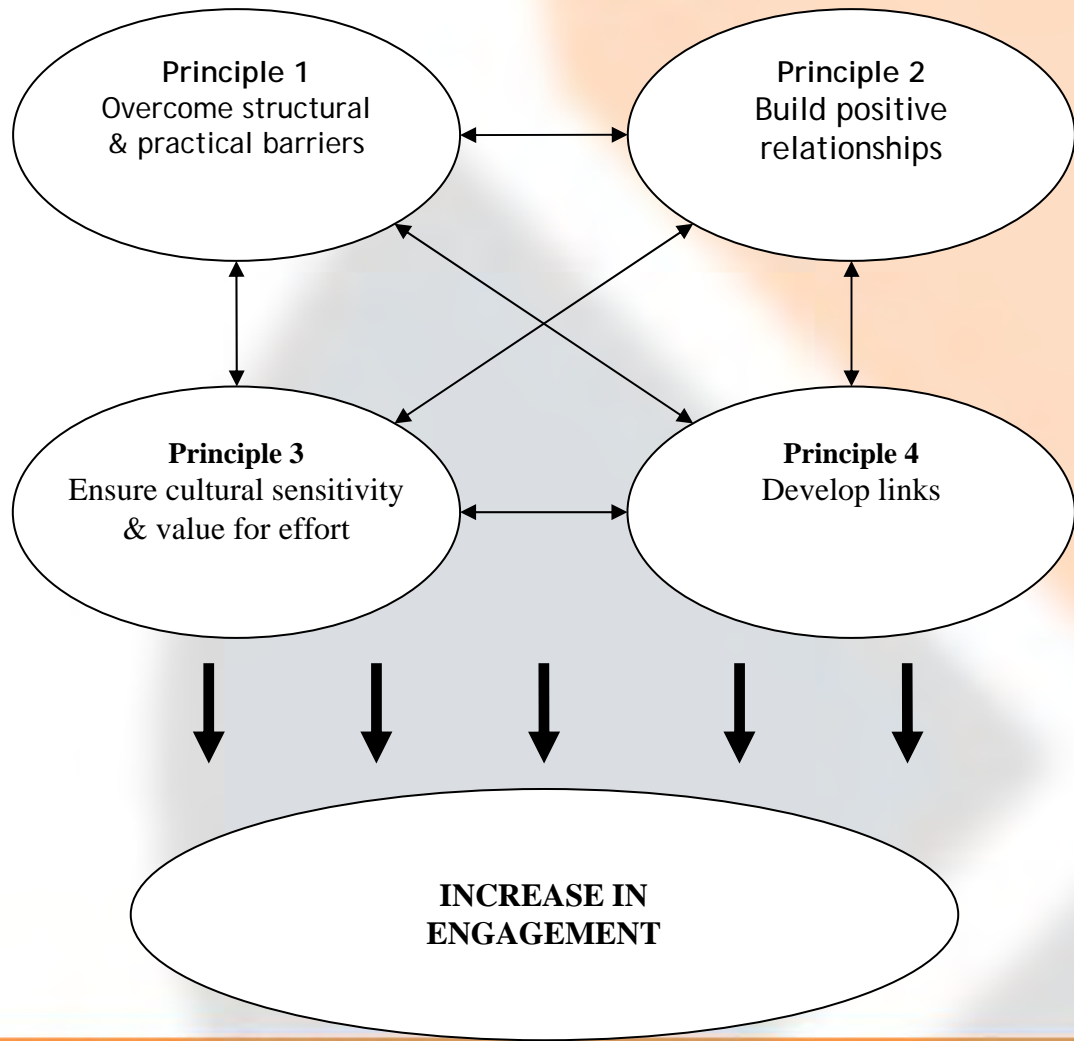 Principle 1
Overcome structural
& practical barriers
Principle 2
Build positive
relationships
Principle 3
Ensure cultural sensitivity
& value for effort
Principle 4
Develop links
INCREASE IN
ENGAGEMENT